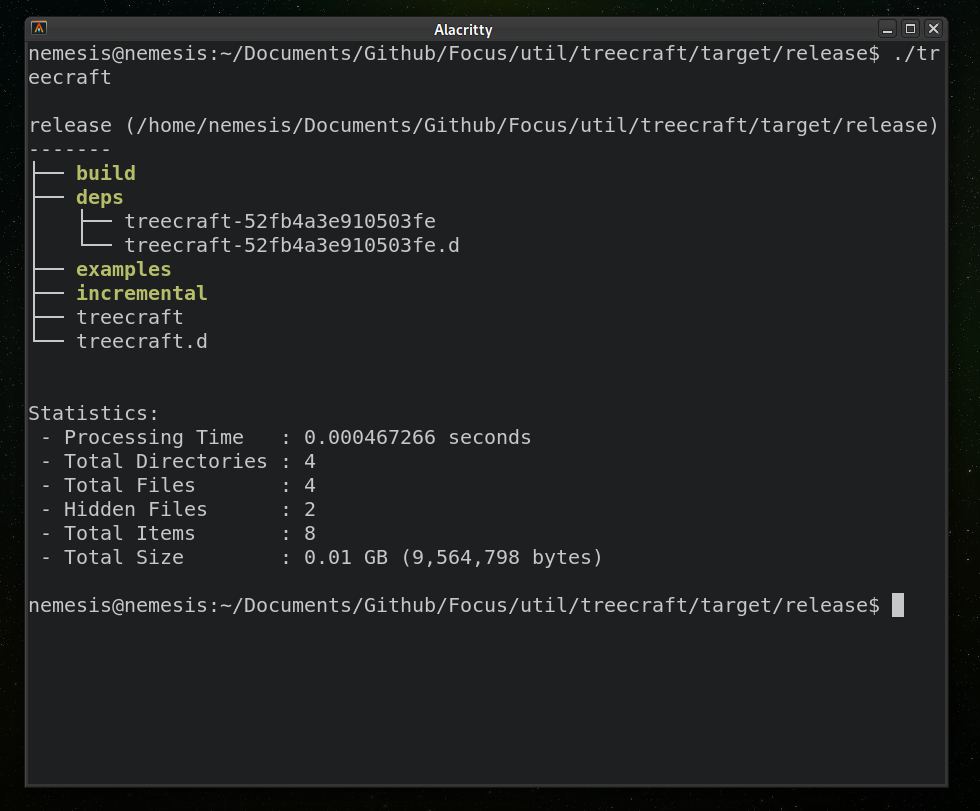 Alacritty
nemesis@nemesis:~/Documents/Github/Focus/util/treecraft/target/release$ ./tr
eecraft
release (/home/nemesis/Documents/Github/Focus/util/treecraft/target/release)
-------
├── build
├── deps
│   ├── treecraft-52fb4a3e910503fe
│   └── treecraft-52fb4a3e910503fe.d
├── examples
├── incremental
├── treecraft
└── treecraft.d
Statistics:
 - Processing Time   : 0.000467266 seconds
 - Total Directories : 4
 - Total Files       : 4
 - Hidden Files      : 2
 - Total Items       : 8
 - Total Size        : 0.01 GB (9,564,798 bytes)
nemesis@nemesis:~/Documents/Github/Focus/util/treecraft/target/release$